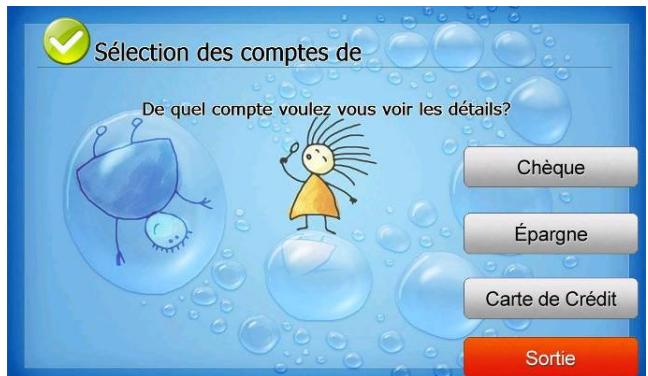 Sélection des comptes de
De quel compte voulez vous voir les détails?
Chèque
Épargne
Carte de Crédit
Sortie